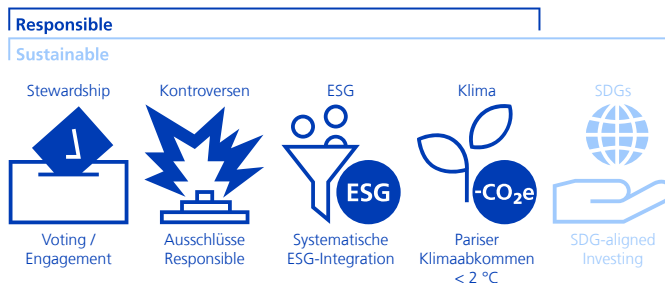 Responsible
Sustainable
Stewardship
Kontroversen
ESG
Klima
SDGs
ESG
-CO₂e
Voting /
Engagement
Ausschlüsse
Responsible
Systematische
ESG-Integration
Pariser
Klimaabkommen
< 2 °C
SDG-aligned
Investing